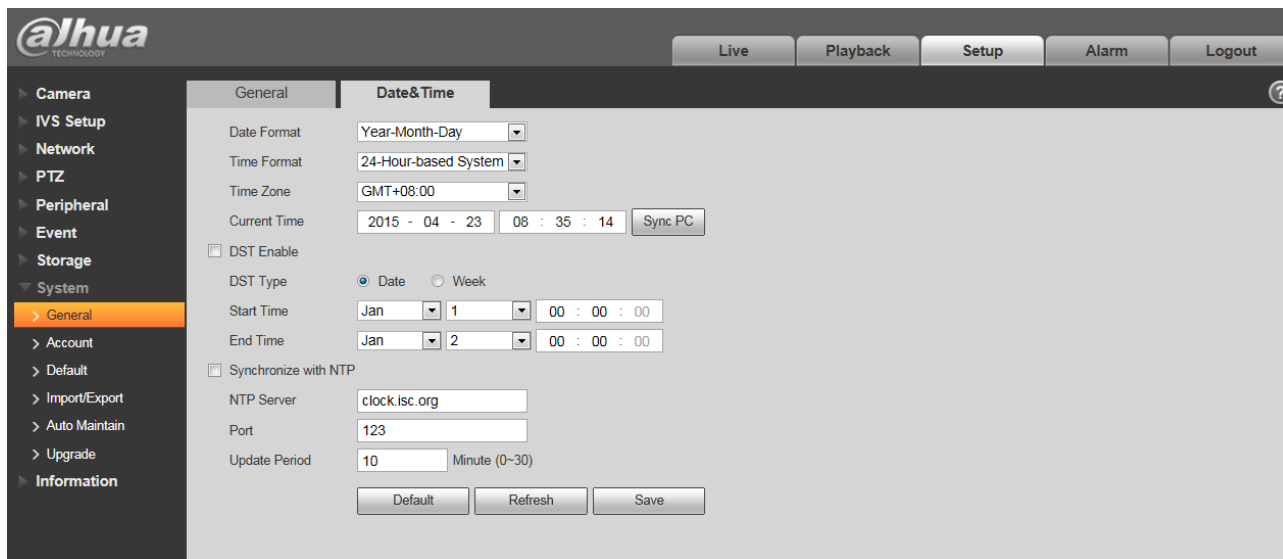 alhua
TECHNOLOGY
Live Playback Setup Alarm Logout
Camera
IVS Setup
Network
PTZ
Peripheral
Event
Storage
System
General
Account
Default
Import/Export
Auto Maintain
Upgrade
Information
General Date&Time
?
Date Format Year-Month-Day
Time Format 24-Hour-based System
Time Zone GMT+08:00
Current Time 2015 - 04 - 23 08 : 35 : 14 Sync PC
DST Enable
DST Type Date Week
Start Time Jan 1 00 : 00 : 00
End Time Jan 2 00 : 00 : 00
Synchronize with NTP
NTP Server clock.isc.org
Port 123
Update Period 10 Minute (0~30)
Default Refresh Save